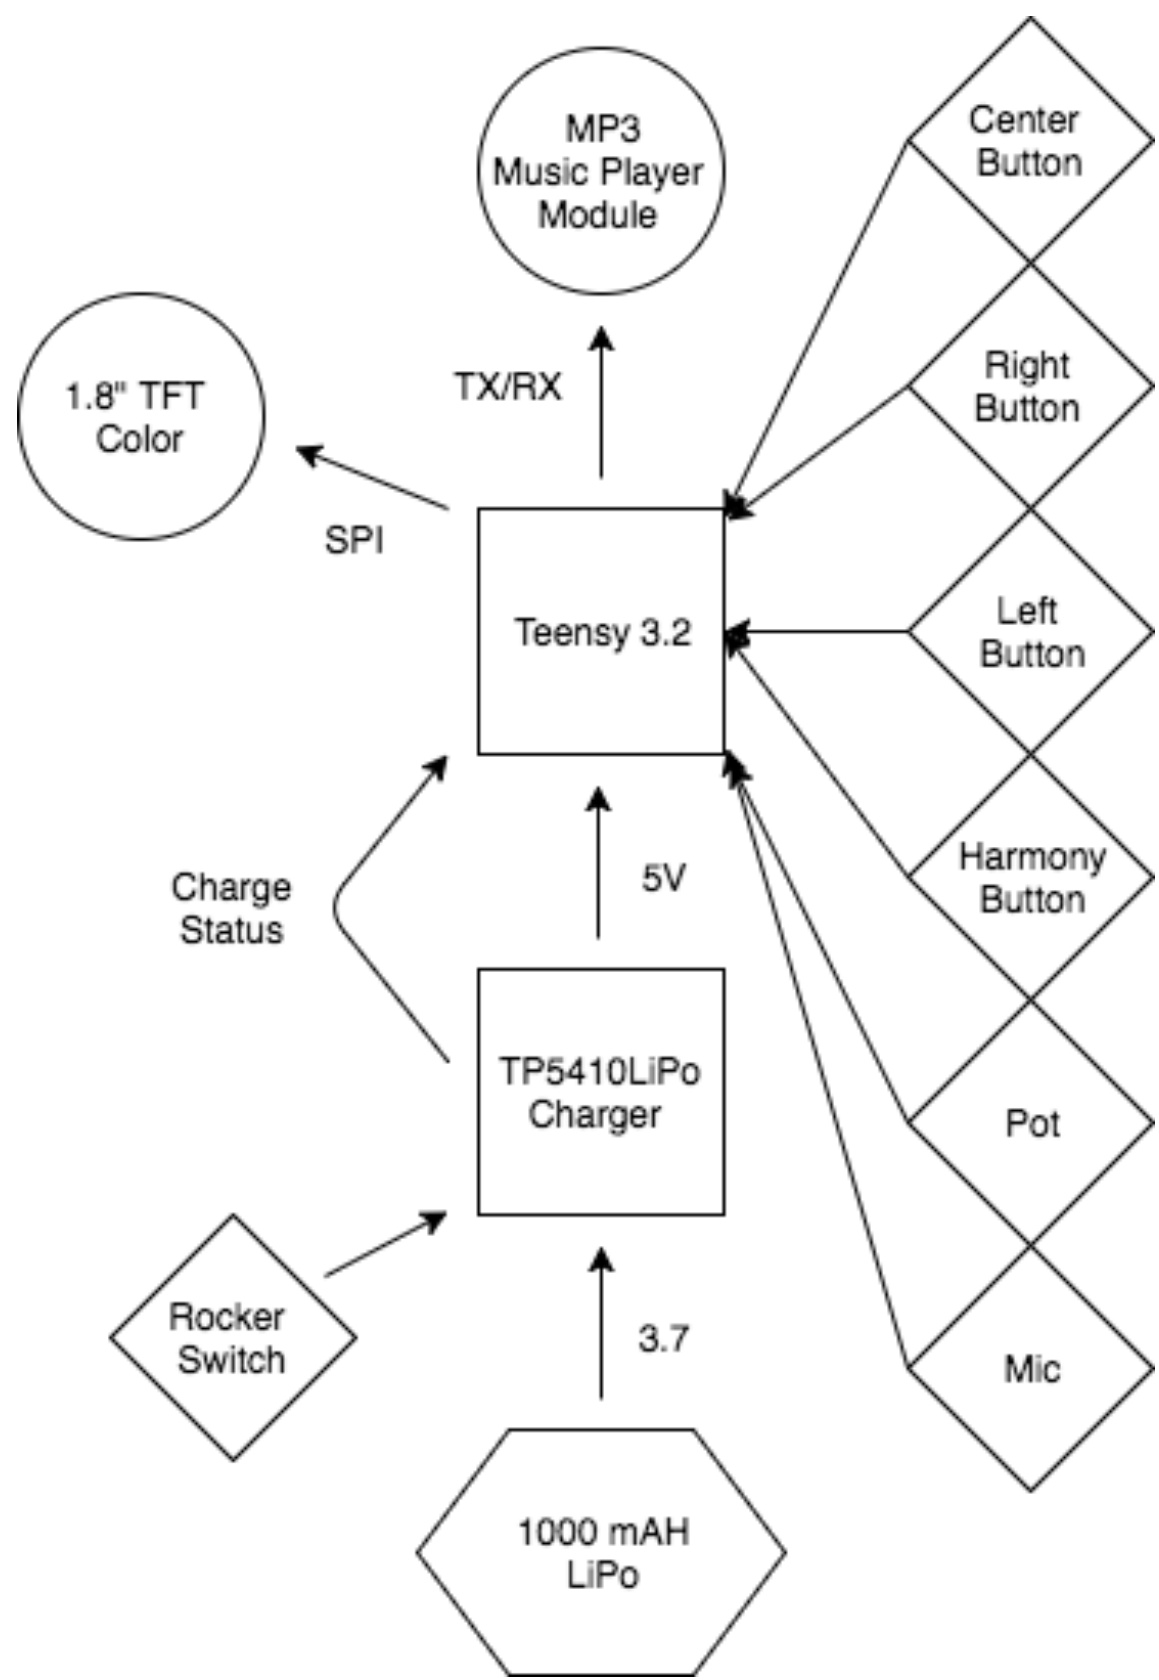 MP3
Music Player
Module
Center
Button
1.8" TFT
Color
TX/RX
Right
Button
SPI
Teensy 3.2
Left
Button
Charge
Status
5V
Harmony
Button
TP5410LiPo
Charger
Pot
Rocker
Switch
3.7
Mic
1000 mAH
LiPo